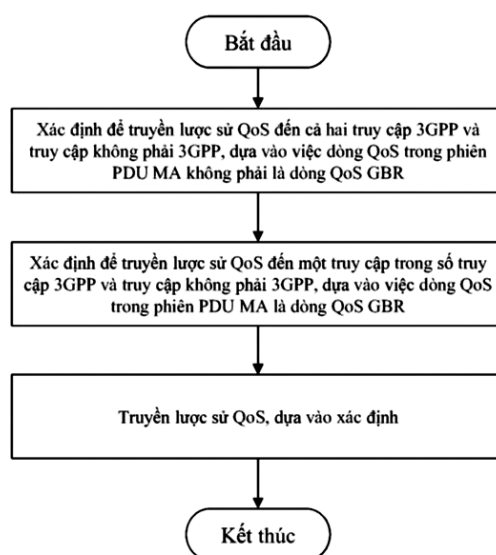 Bắt đầu
Xác định để truyền lược sử QoS đến cả hai truy cập 3GPP và
truy cập không phải 3GPP, dựa vào việc dòng QoS trong phiên
PDU MA không phải là dòng QoS GBR
Xác định để truyền lược sử QoS đến một truy cập trong số truy
cập 3GPP và truy cập không phải 3GPP, dựa vào việc dòng QoS
trong phiên PDU MA là dòng QoS GBR
Truyền lược sử QoS, dựa vào xác định
Kết thúc